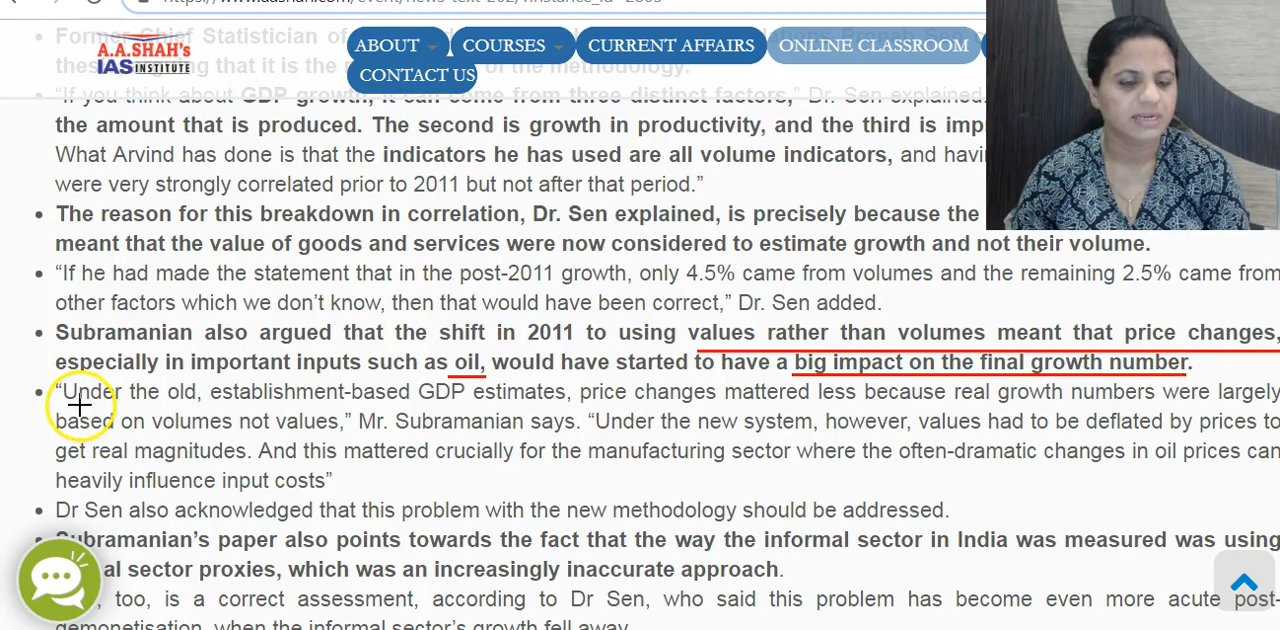 Former Chief Statistician of
A.A.SHAH's
IAS INSTITUTE
ABOUT COURSES CURRENT AFFAIRS ONLINE CLASSROOM
CONTACT US
of the methodology.
“If you think about GDP growth, it can come from three distinct factors,” Dr. Sen explained.
the amount that is produced. The second is growth in productivity, and the third is
What Arvind has done is that the indicators he has used are all volume indicators, and
were very strongly correlated prior to 2011 but not after that period.”
The reason for this breakdown in correlation, Dr. Sen explained, is precisely because the
meant that the value of goods and services were now considered to estimate growth and not their volume.
“If he had made the statement that in the post-2011 growth, only 4.5% came from volumes and the remaining 2.5% came from
other factors which we don’t know, then that would have been correct,” Dr. Sen added.
Subramanian also argued that the shift in 2011 to using values rather than volumes meant that price changes,
especially in important inputs such as oil, would have started to have a big impact on the final growth number.
“Under the old, establishment-based GDP estimates, price changes mattered less because real growth numbers were largely
based on volumes not values,” Mr. Subramanian says. “Under the new system, however, values had to be deflated by prices to
get real magnitudes. And this mattered crucially for the manufacturing sector where the often-dramatic changes in oil prices can
heavily influence input costs”
Dr Sen also acknowledged that this problem with the new methodology should be addressed.
Subramanian’s paper also points towards the fact that the way the informal sector in India was measured was using
sector proxies, which was an increasingly inaccurate approach.
too, is a correct assessment, according to Dr Sen, who said this problem has become even more acute post-
demonetisation, when the informal sector’s growth fell away.